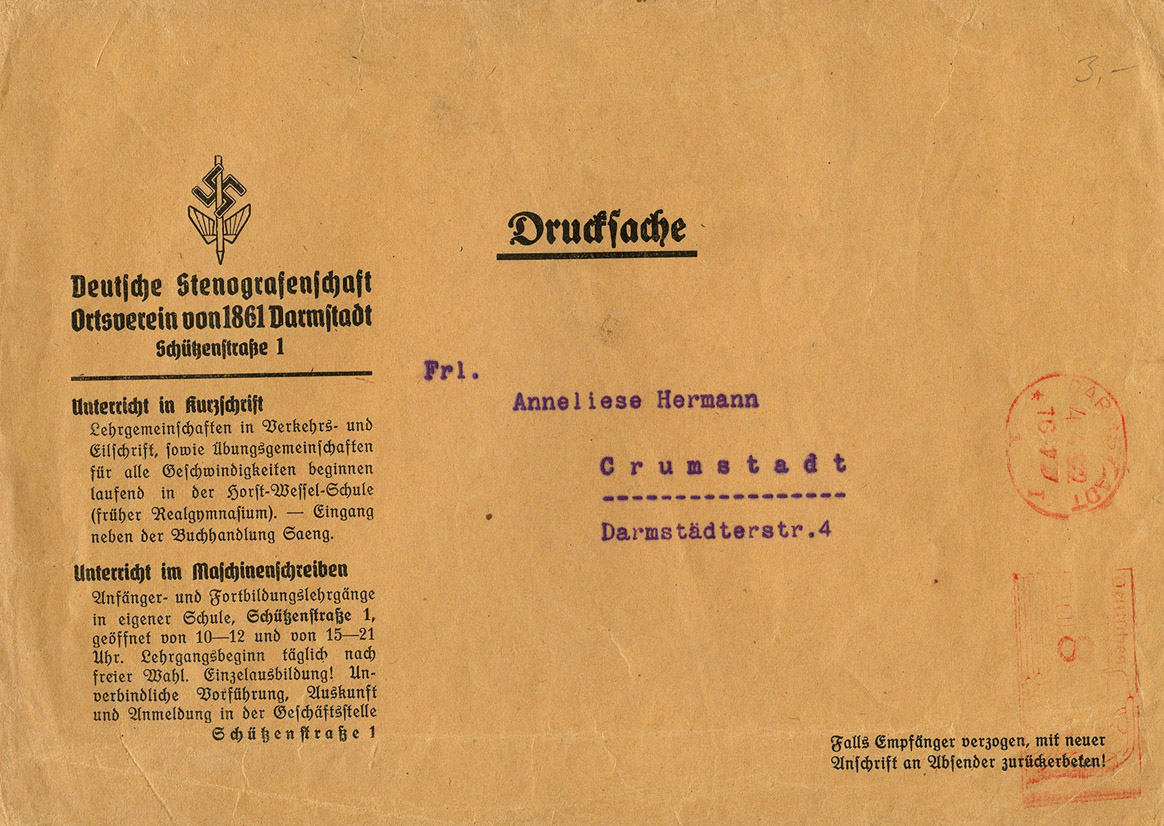 3,-
Drucksache
Deutsche Stenografenschaft
Ortsverein von 1861 Darmstadt
Schützenstraße 1
Unterricht in Kurzschrift
Lehrgemeinschaften in Verkehrs- und
Eilschrift, sowie Übungsgemeinschaften
für alle Geschwindigkeiten beginnen
laufend in der Horst-Wessel-Schule
(früher Realgymnasium). — Eingang
neben der Buchhandlung Saeng.
Unterricht im Maschinenschreiben
Anfänger- und Fortbildungslehrgänge
in eigener Schule, Schützenstraße 1,
geöffnet von 10—12 und von 15—21
Uhr. Lehrgangsbeginn täglich nach
freier Wahl. Einzelausbildung! Un-
verbindliche Vorführung, Auskunft
und Anmeldung in der Geschäftsstelle
Schützenstraße 1
Frl.
Anneliese Hermann
Crumstadt
Darmstädterstr.4
DARMSTADT
Falls Empfänger verzogen, mit neuer
Anschrift an Absender zurückerbeten!